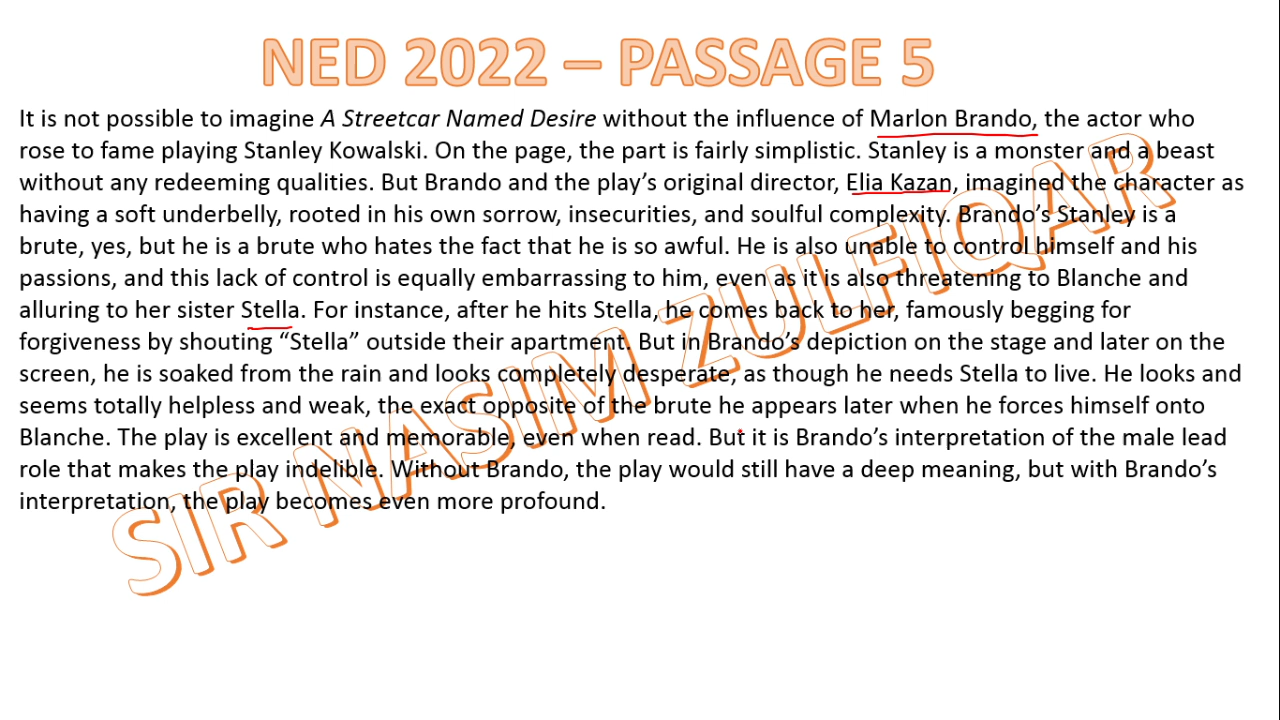 NED 2022 – PASSAGE 5
It is not possible to imagine A Streetcar Named Desire without the influence of Marlon Brando, the actor who
rose to fame playing Stanley Kowalski. On the page, the part is fairly simplistic. Stanley is a monster and a beast
without any redeeming qualities. But Brando and the play’s original director, Elia Kazan, imagined the character as
having a soft underbelly, rooted in his own sorrow, insecurities, and soulful complexity. Brando’s Stanley is a
brute, yes, but he is a brute who hates the fact that he is so awful. He is also unable to control himself and his
passions, and this lack of control is equally embarrassing to him, even as it is also threatening to Blanche and
alluring to her sister Stella. For instance, after he hits Stella, he comes back to her, famously begging for
forgiveness by shouting “Stella” outside their apartment. But in Brando’s depiction on the stage and later on the
screen, he is soaked from the rain and looks completely desperate, as though he needs Stella to live. He looks and
seems totally helpless and weak, the exact opposite of the brute he appears later when he forces himself onto
Blanche. The play is excellent and memorable, even when read. But it is Brando’s interpretation of the male lead
role that makes the play indelible. Without Brando, the play would still have a deep meaning, but with Brando’s
interpretation, the play becomes even more profound.
SIR NASIM ZULFIQAR